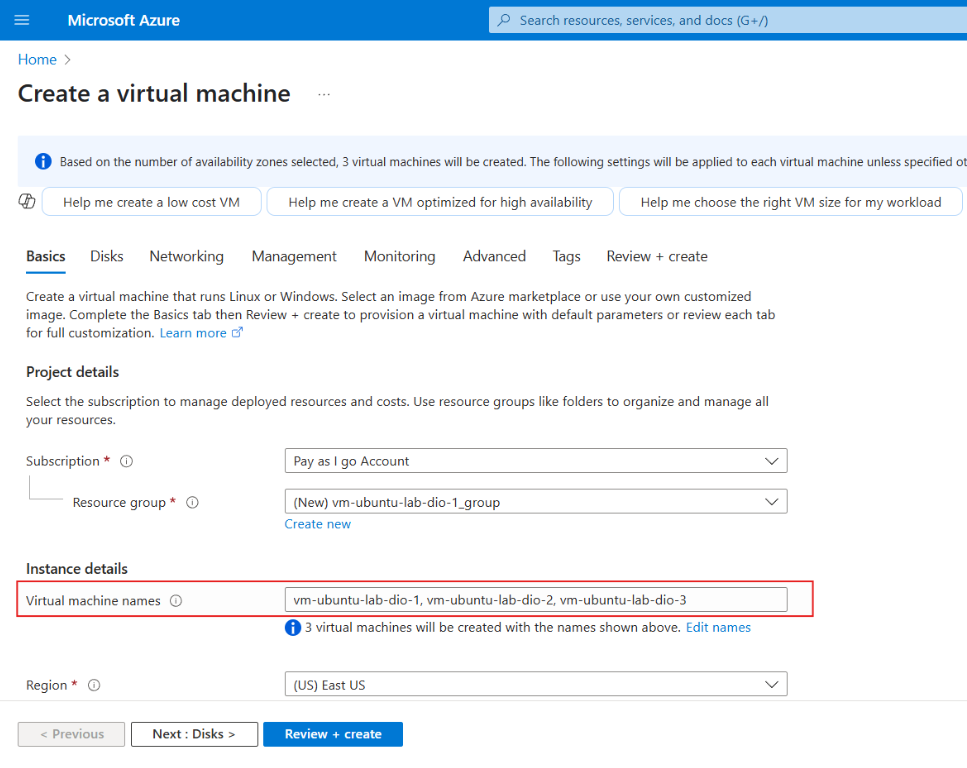 Microsoft Azure
Search resources, services, and docs (G+/)
Home >
Create a virtual machine ...
Based on the number of availability zones selected, 3 virtual machines will be created. The following settings will be applied to each virtual machine unless specified
Help me create a low cost VM
Help me create a VM optimized for high availability
Help me choose the right VM size for my workload
Basics Disks Networking Management Monitoring Advanced Tags Review + create
Create a virtual machine that runs Linux or Windows. Select an image from Azure marketplace or use your own customized
image. Complete the Basics tab then Review + create to provision a virtual machine with default parameters or review each tab
for full customization. Learn more
Project details
Select the subscription to manage deployed resources and costs. Use resource groups like folders to organize and manage all
your resources.
Subscription *
Pay as I go Account
Resource group *
(New) vm-ubuntu-lab-dio-1_group
Create new
Instance details
Virtual machine names
vm-ubuntu-lab-dio-1, vm-ubuntu-lab-dio-2, vm-ubuntu-lab-dio-3
3 virtual machines will be created with the names shown above. Edit names
Region *
(US) East US
< Previous
Next : Disks >
Review + create